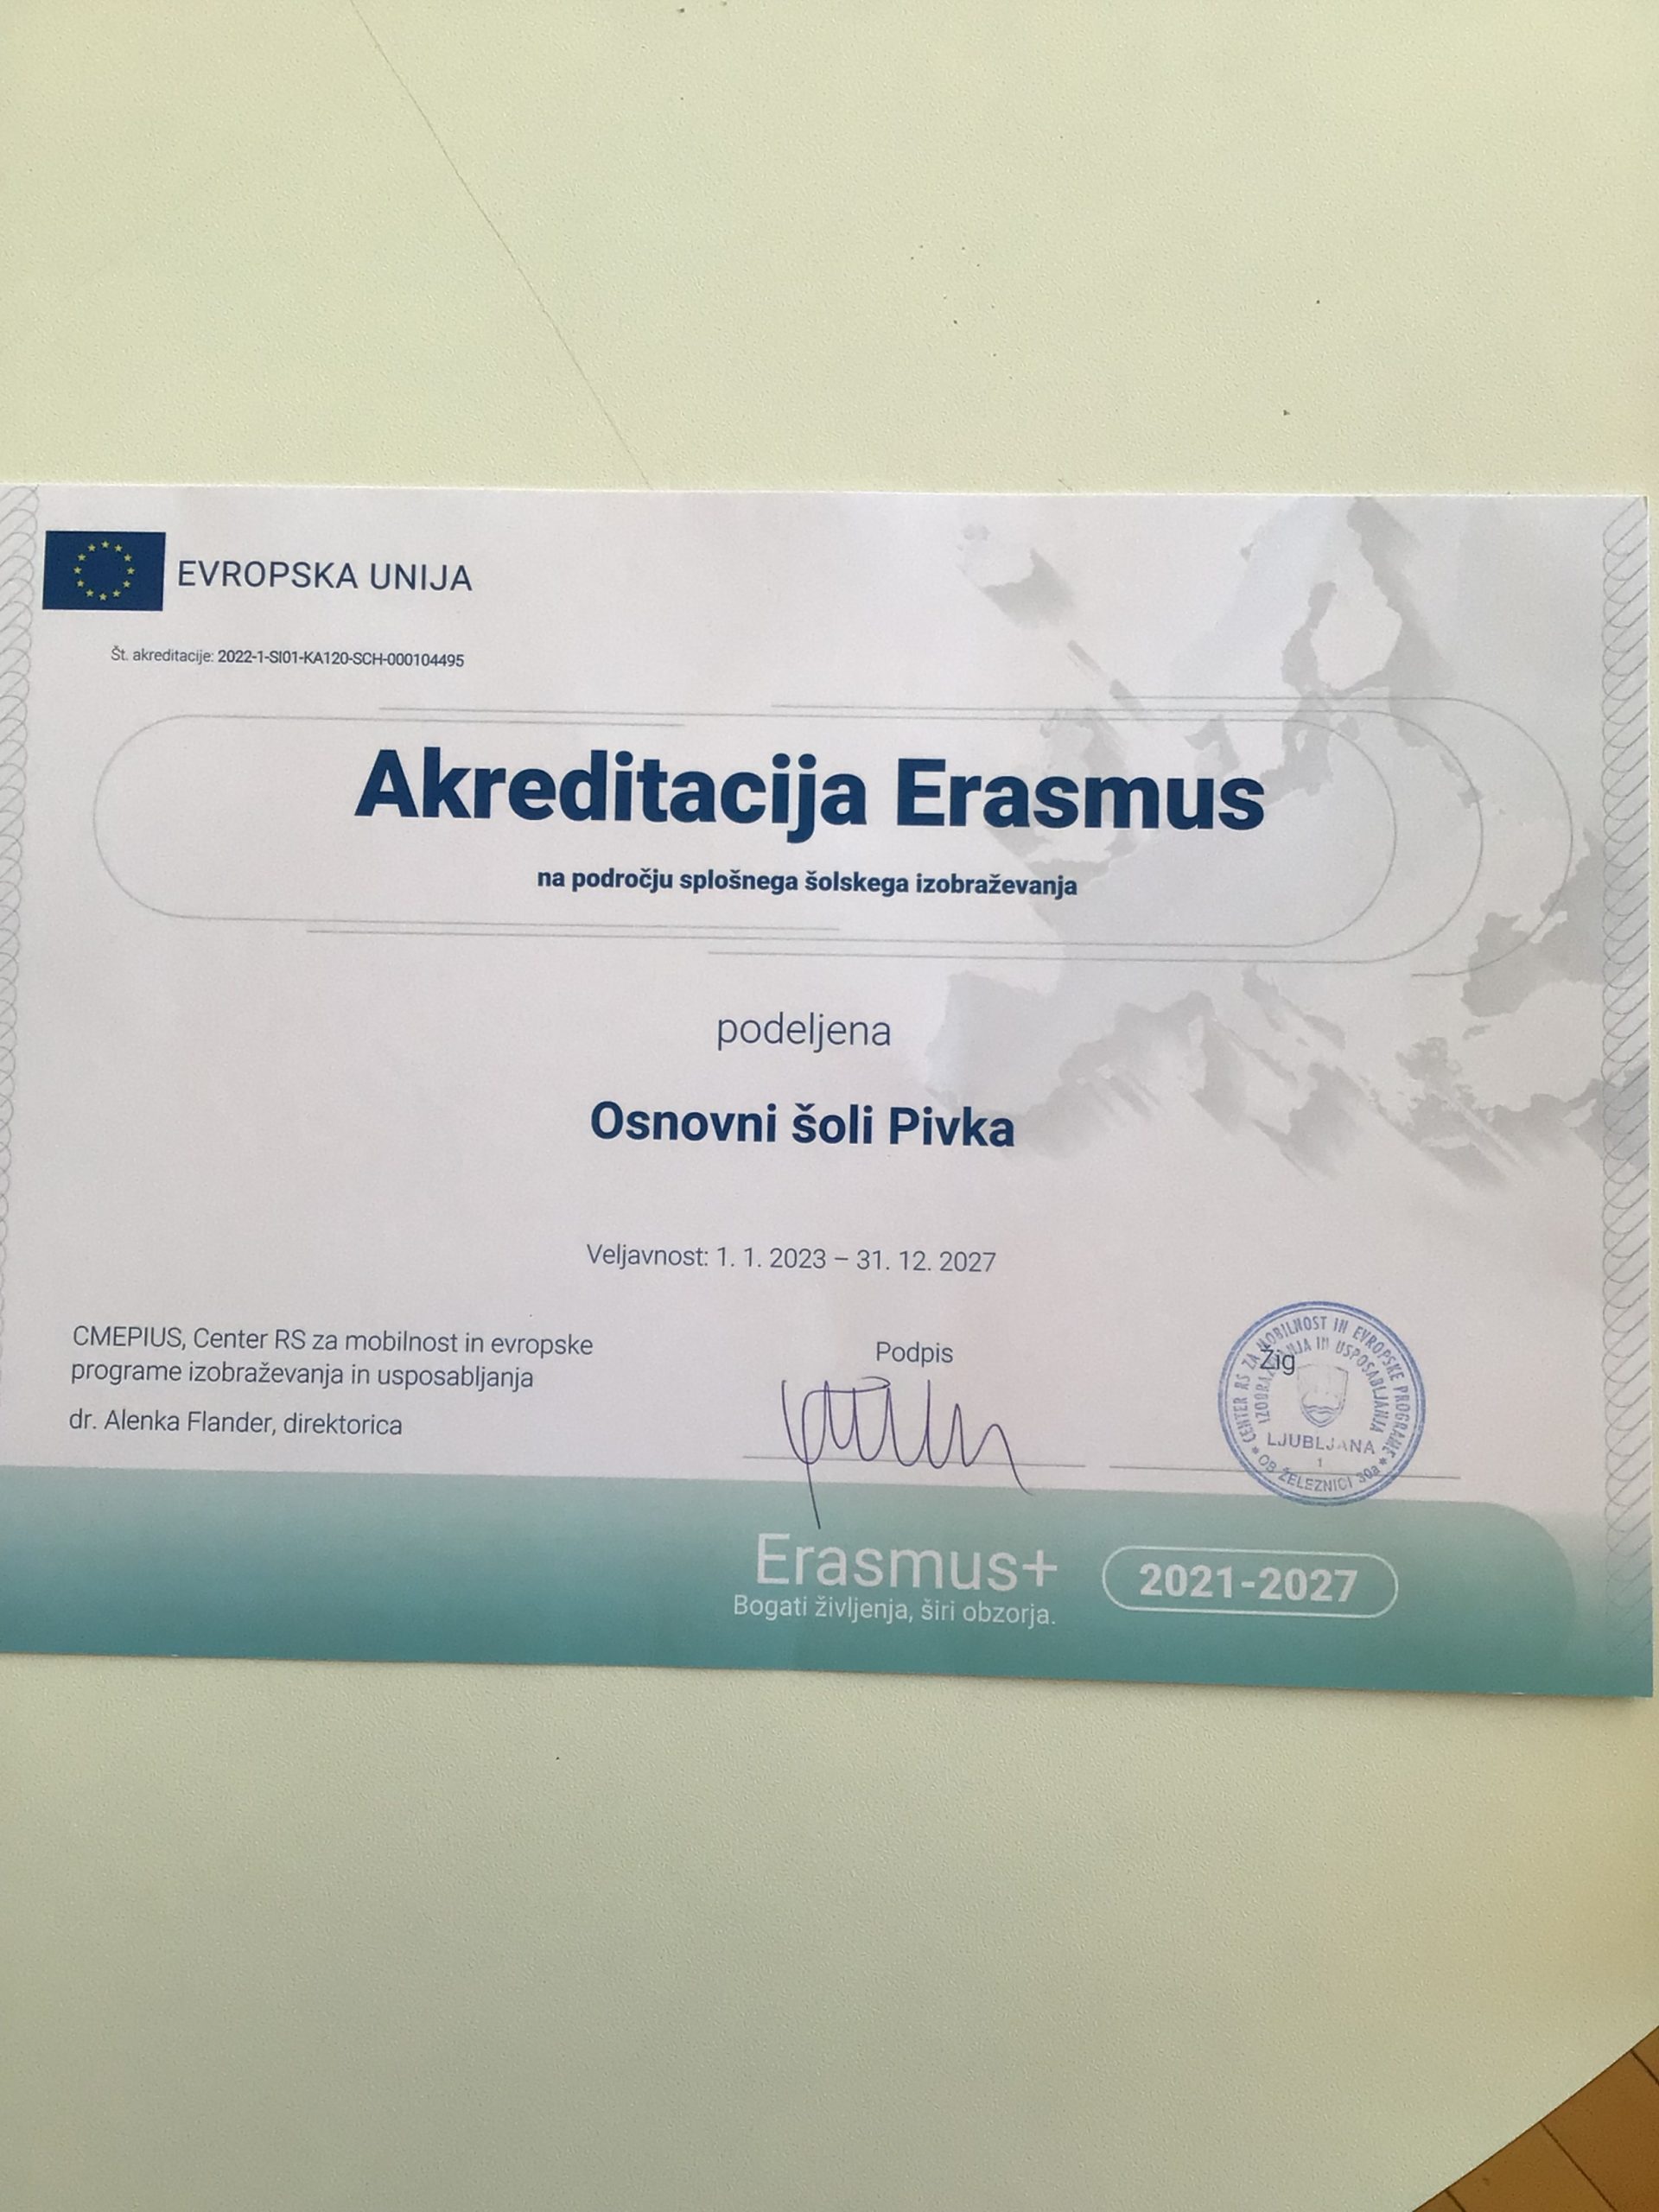 EVROPSKA UNIJA
Št. akreditacije: 2022-1-SI01-KA120-SCH-000104495
Akreditacija Erasmus
na področju splošnega šolskega izobraževanja
podeljena
Osnovni šoli Pivka
Veljavnost: 1. 1. 2023 – 31. 12. 2027
CMEPIUS, Center RS za mobilnost in evropske
programe izobraževanja in usposabljanja
dr. Alenka Flander, direktorica
Podpis
Žig
CENTER RS ZA MOBILNOST IN EVROPSKE PROGRAME
IZOBRAŽEVANJA IN USPOSABLJANJA
LJUBLJANA
1
OB ŽELEZNICI 30a
Erasmus+
Bogati življenja, širi obzorja.
2021-2027